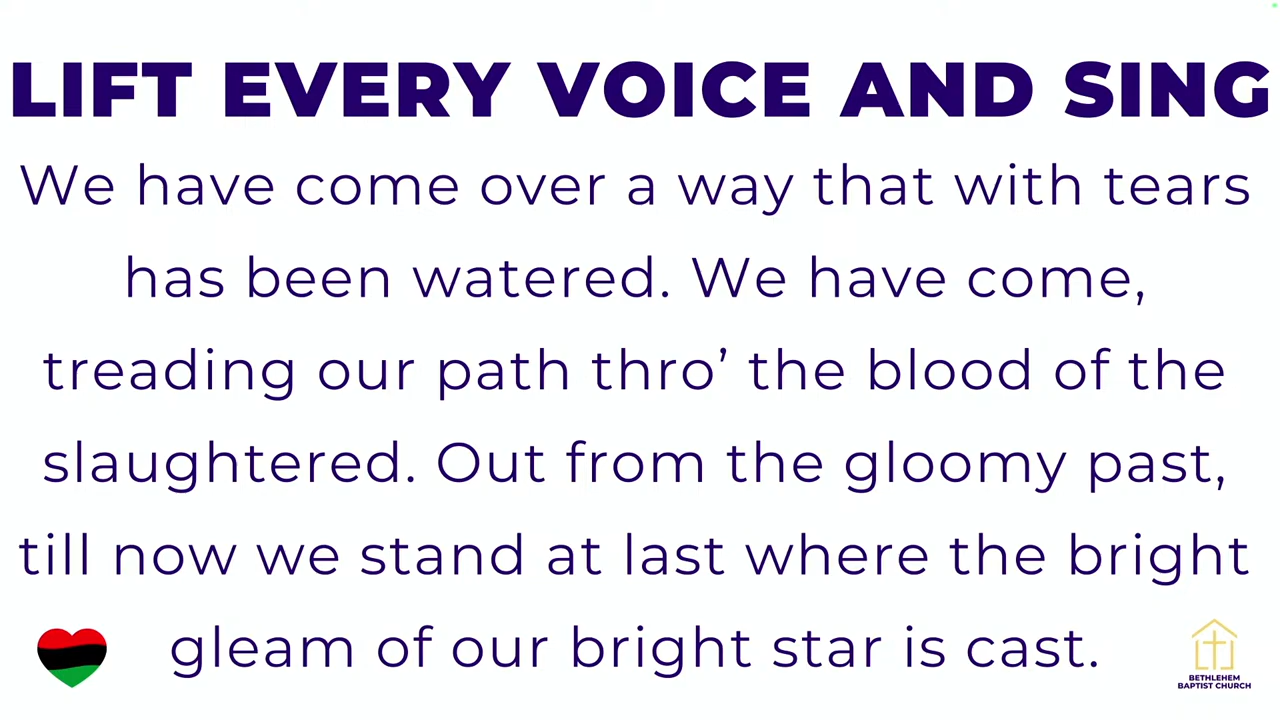 LIFT EVERY VOICE AND SING
We have come over a way that with tears
has been watered. We have come,
treading our path thro’ the blood of the
slaughtered. Out from the gloomy past,
till now we stand at last where the bright
gleam of our bright star is cast.
BETHLEHEM
BAPTIST CHURCH